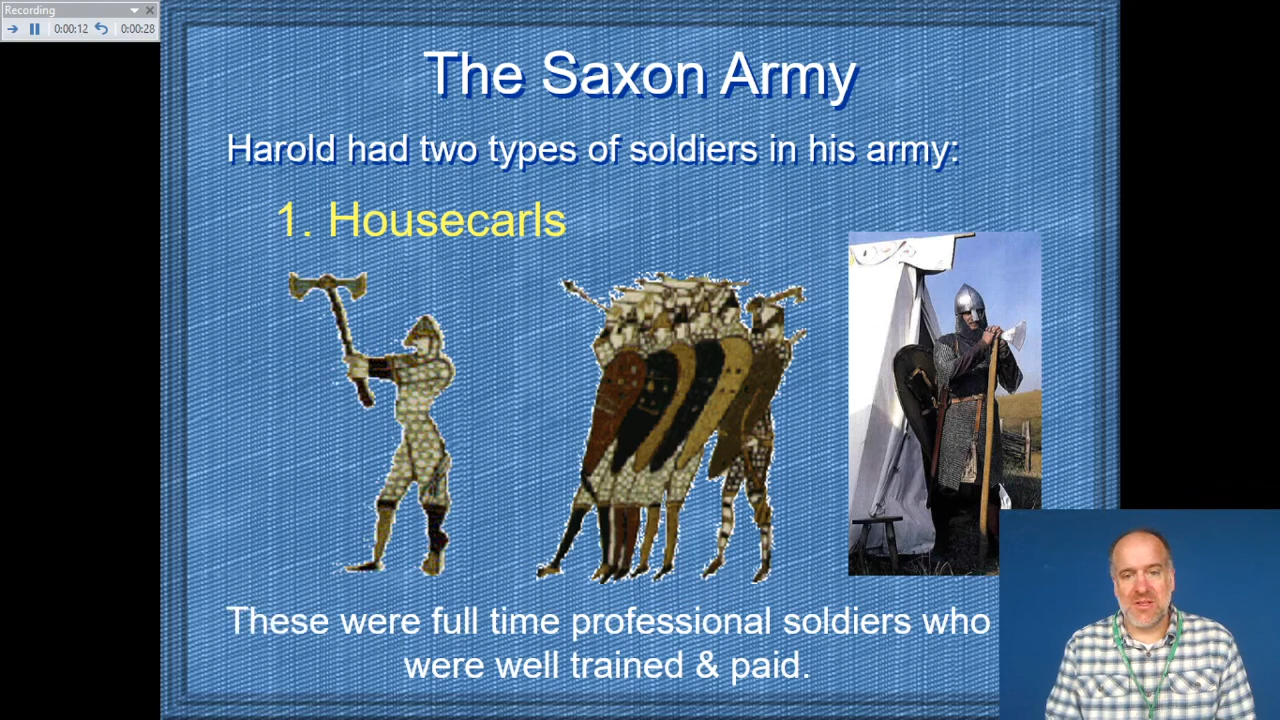 Recording
0:00:12
0:00:28
The Saxon Army
Harold had two types of soldiers in his army:
1. Housecarls
These were full time professional soldiers who
were well trained & paid.